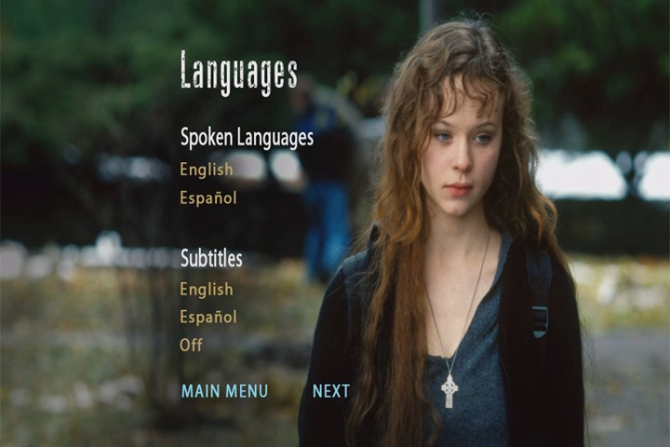 Languages
Spoken Languages
English
Español
Subtitles
English
Español
Off
MAIN MENU NEXT